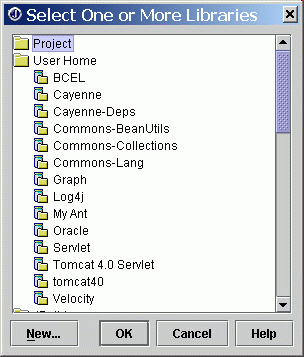 Select One or More Libraries
Project
User Home
BCEL
Cayenne
Cayenne-Deps
Commons-BeanUtils
Commons-Collections
Commons-Lang
Graph
Log4j
My Ant
Oracle
Servlet
Tomcat 4.0 Servlet
tomcat40
Velocity
New... OK Cancel Help